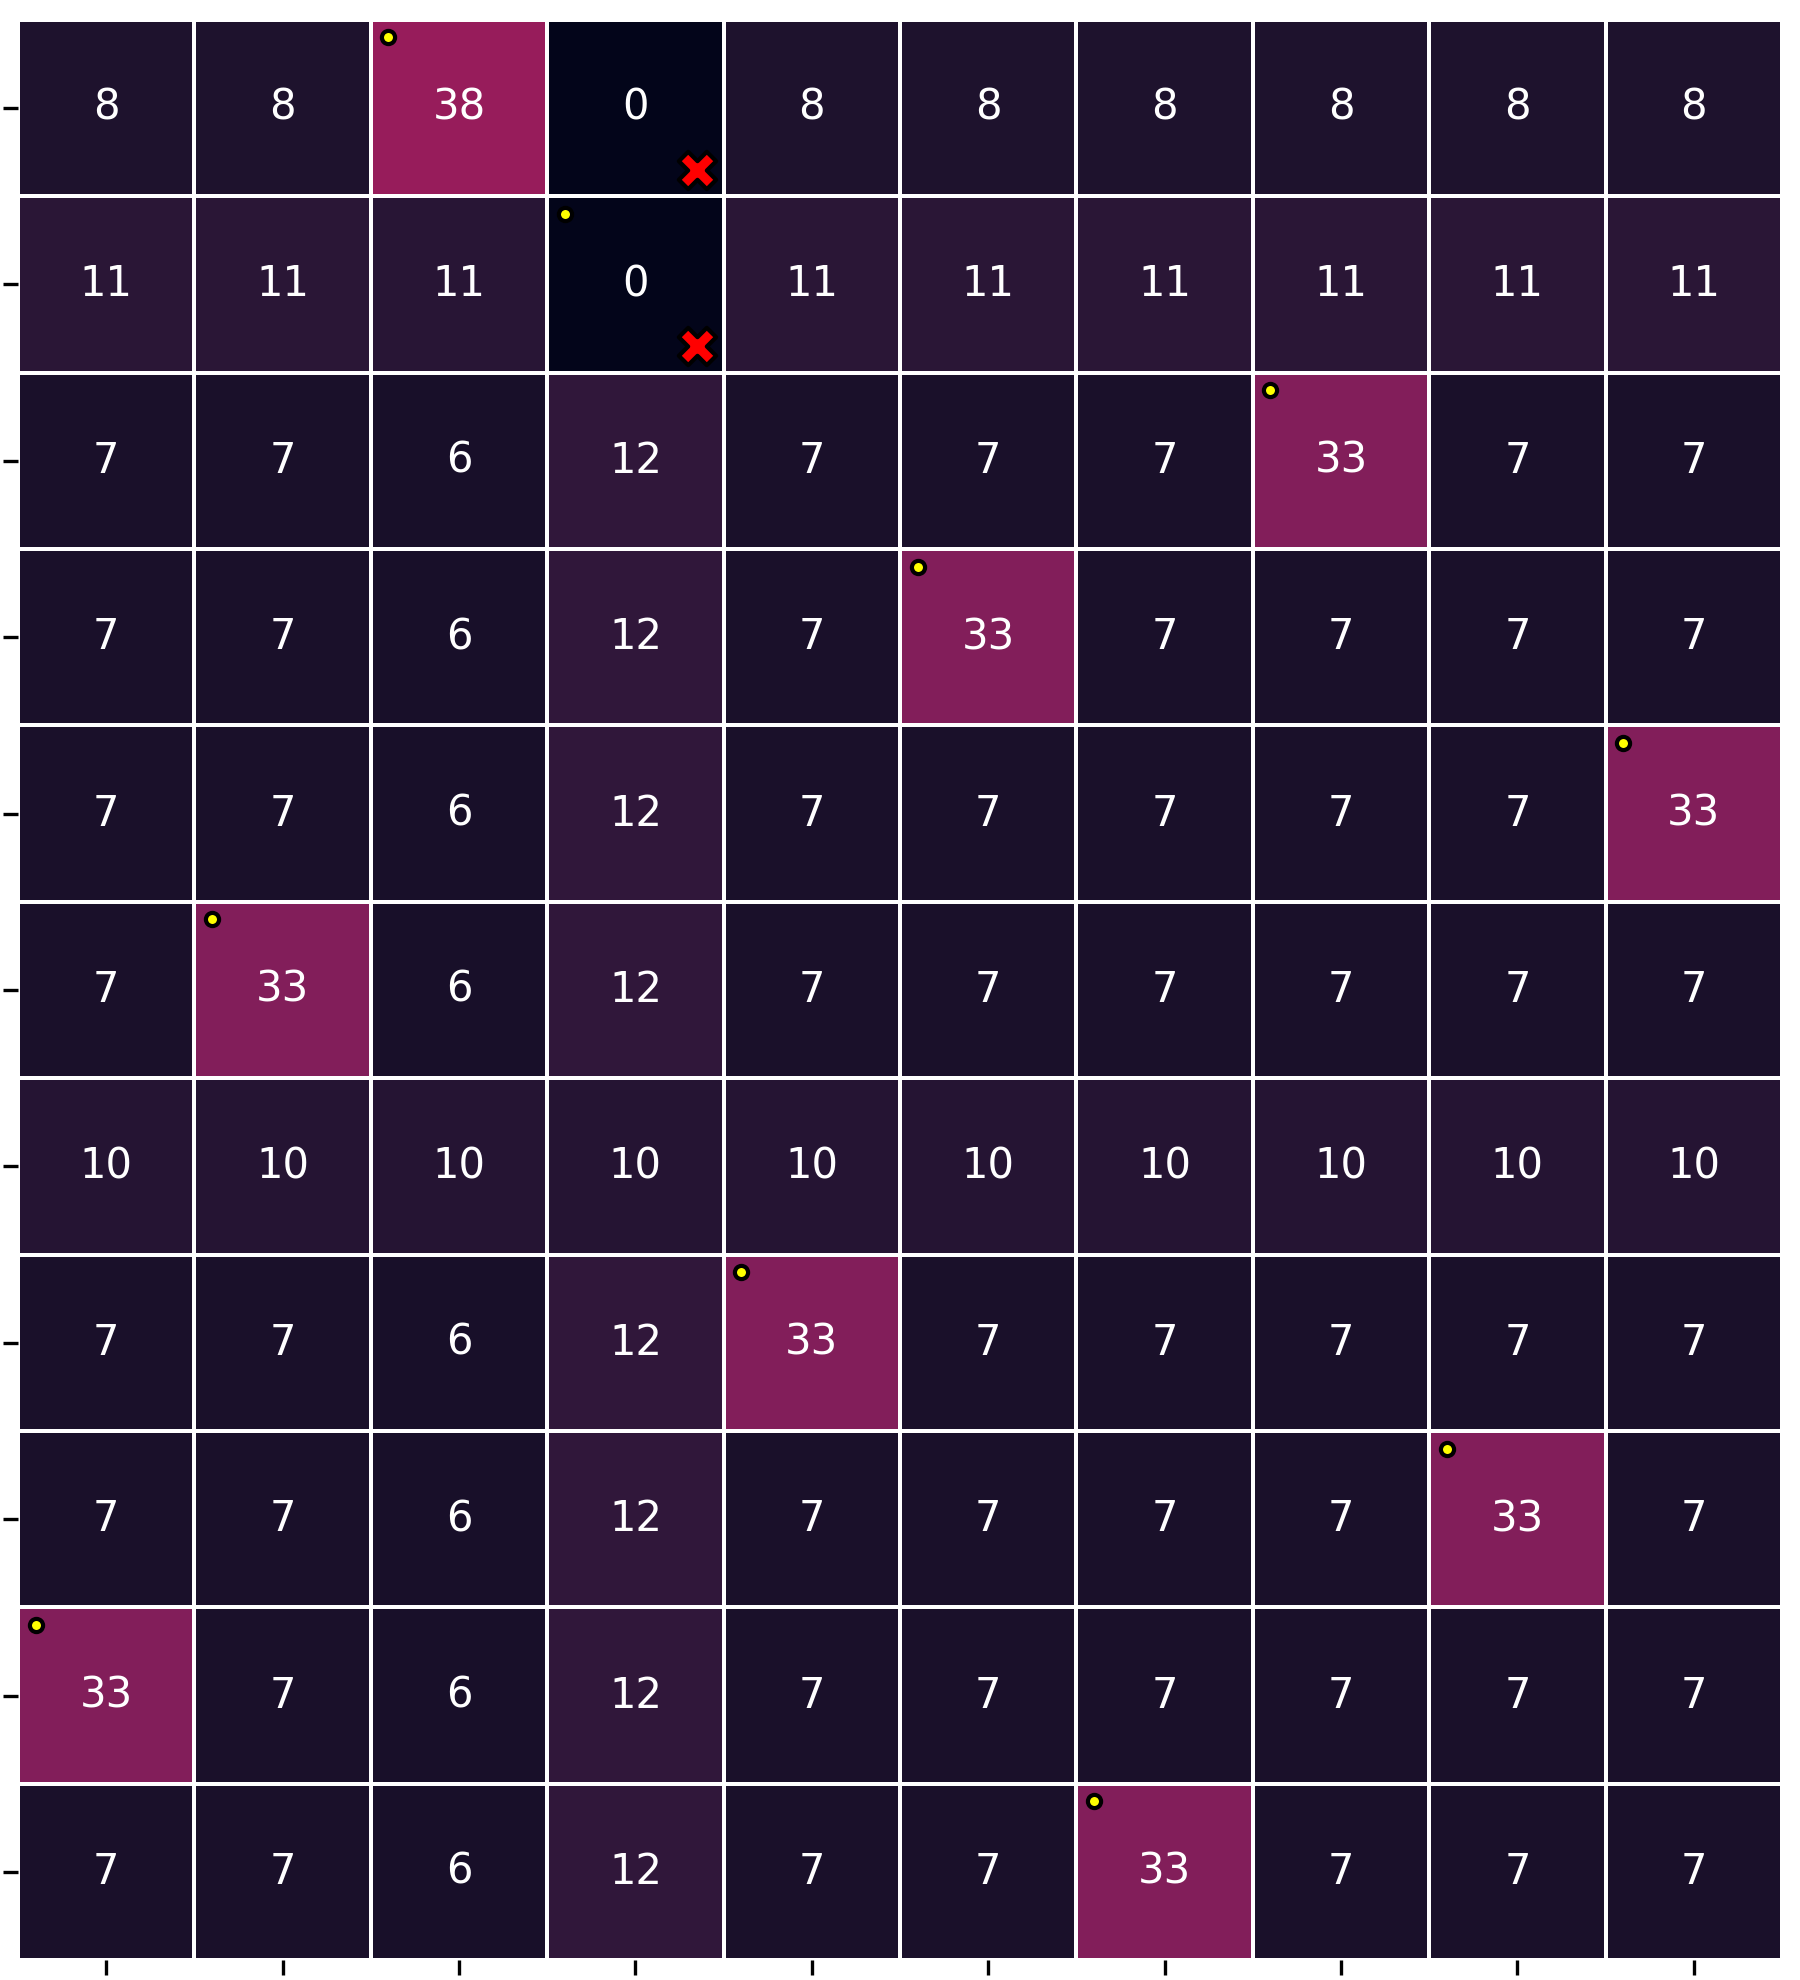 8 8 38 0 8 8 8 8 8 8
11 11 11 0 11 11 11 11 11 11
7 7 6 12 7 7 7 33 7 7
7 7 6 12 7 33 7 7 7 7
7 7 6 12 7 7 7 7 7 33
7 33 6 12 7 7 7 7 7 7
10 10 10 10 10 10 10 10 10 10
7 7 6 12 33 7 7 7 7 7
7 7 6 12 7 7 7 7 33 7
33 7 6 12 7 7 7 7 7 7
7 7 6 12 7 7 33 7 7 7